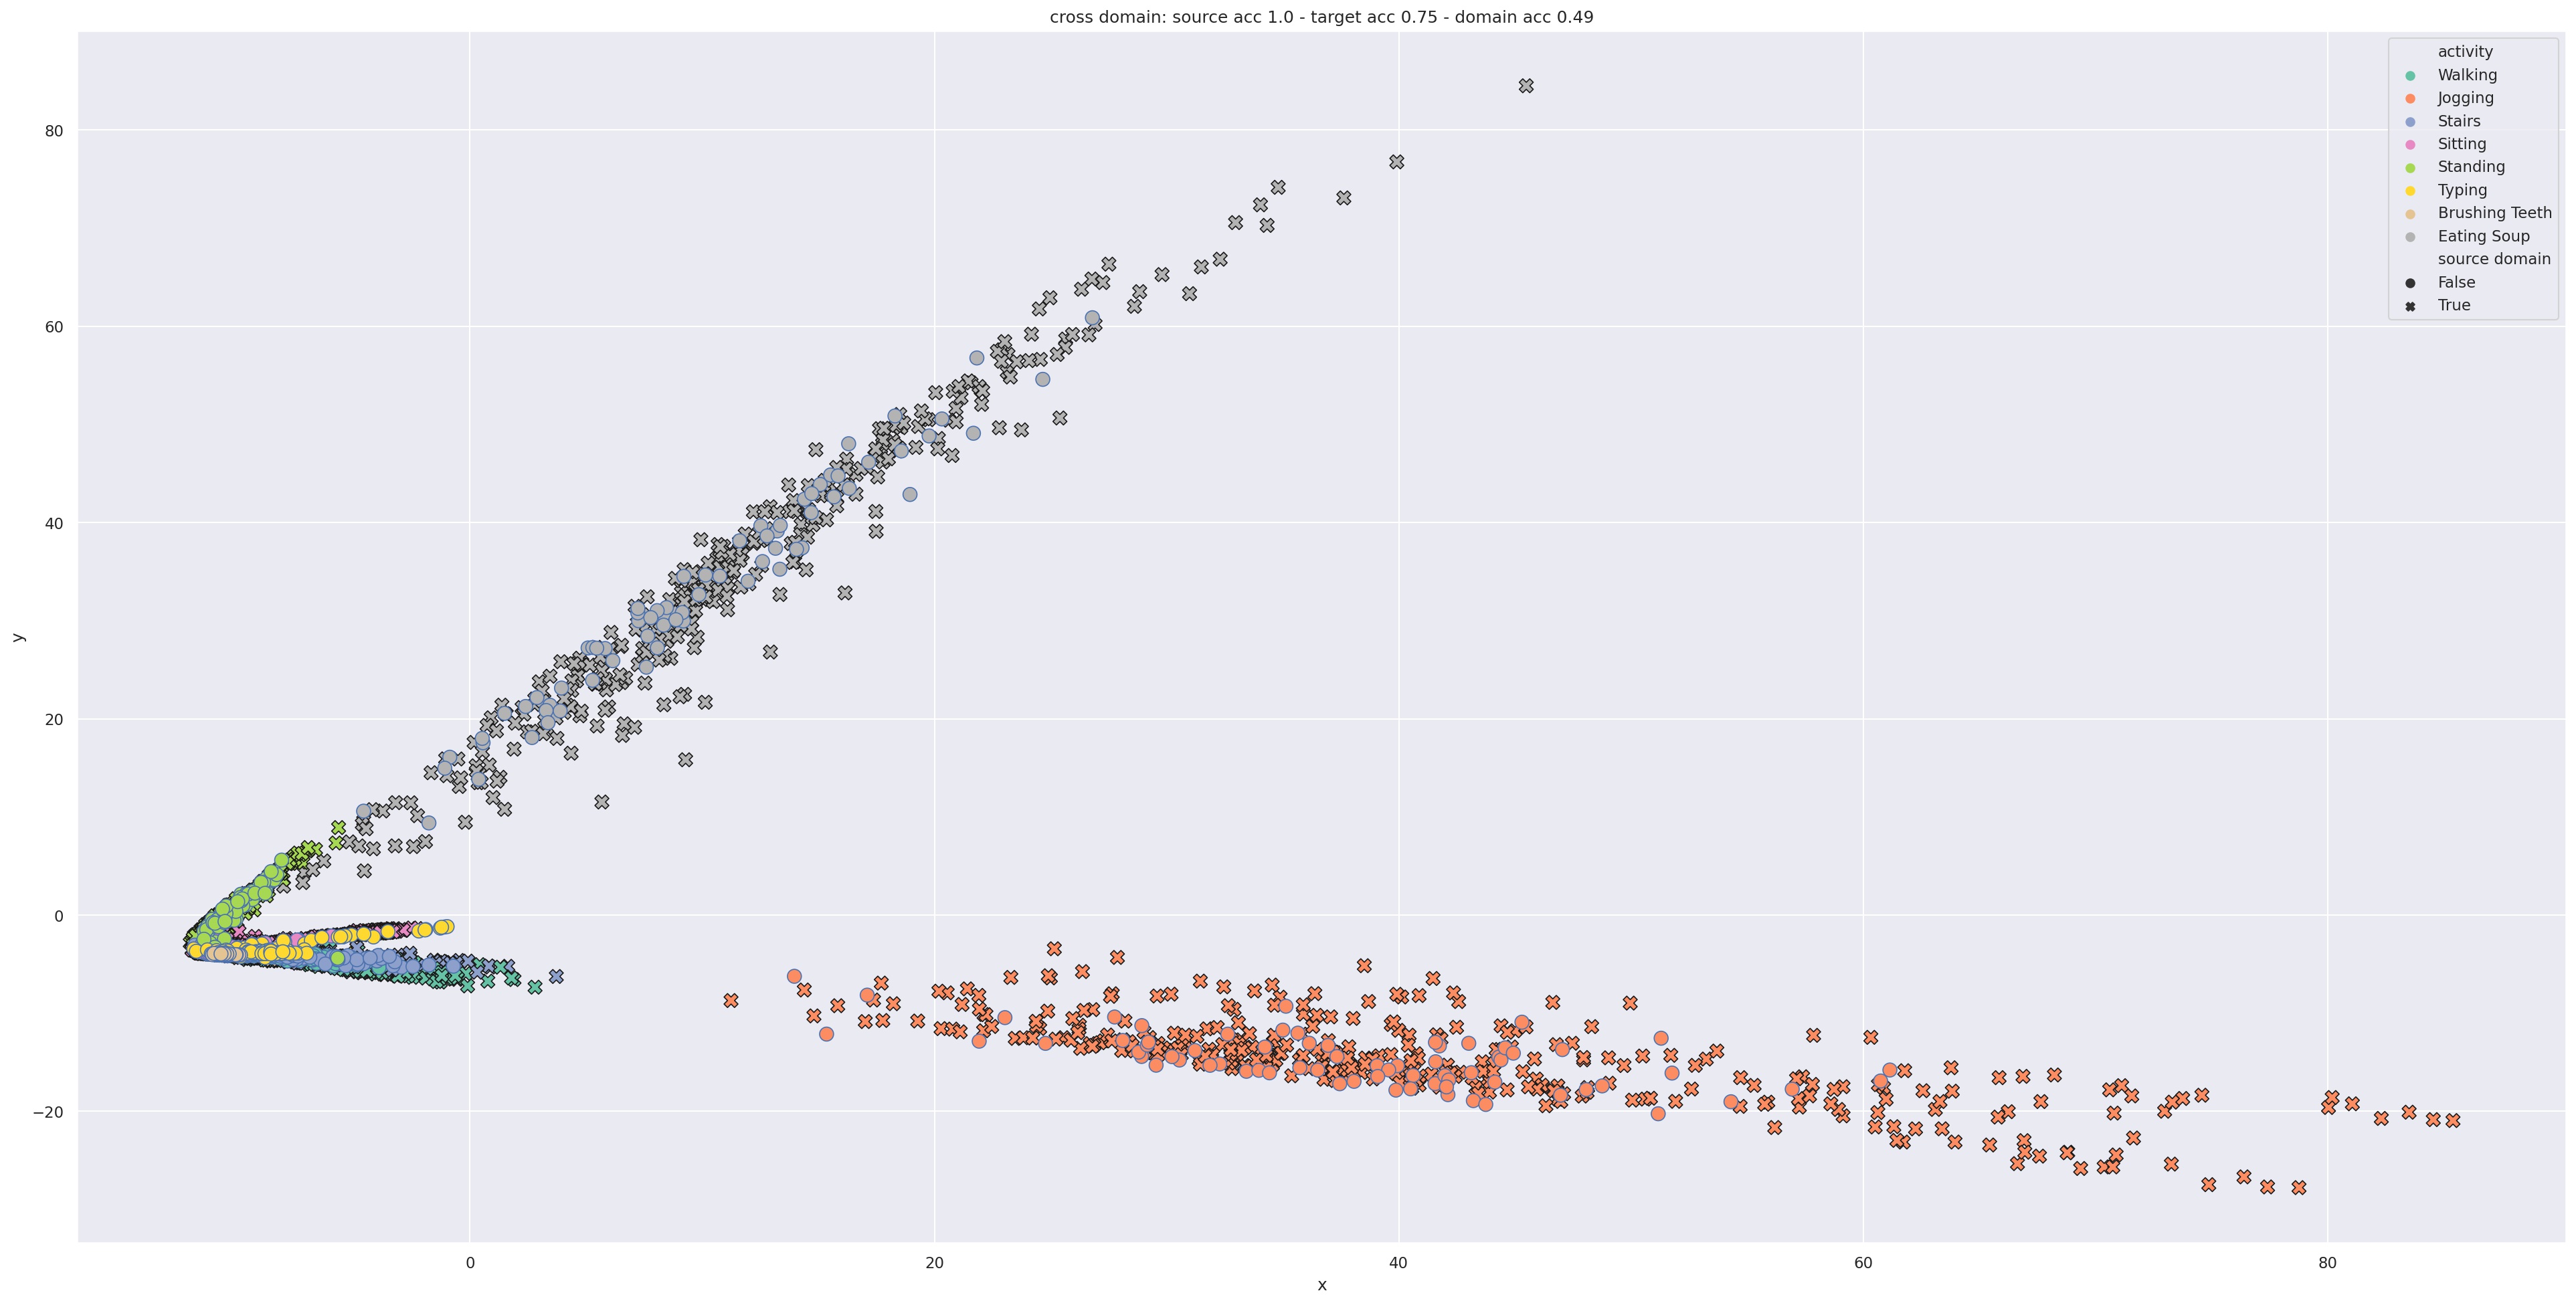 cross domain: source acc 1.0 - target acc 0.75 - domain acc 0.49
activity
Walking
Jogging
Stairs
Sitting
Standing
Typing
Brushing Teeth
Eating Soup
source domain
False
True
80
60
40
20
0
−20
y
0 20 40 60 80
x